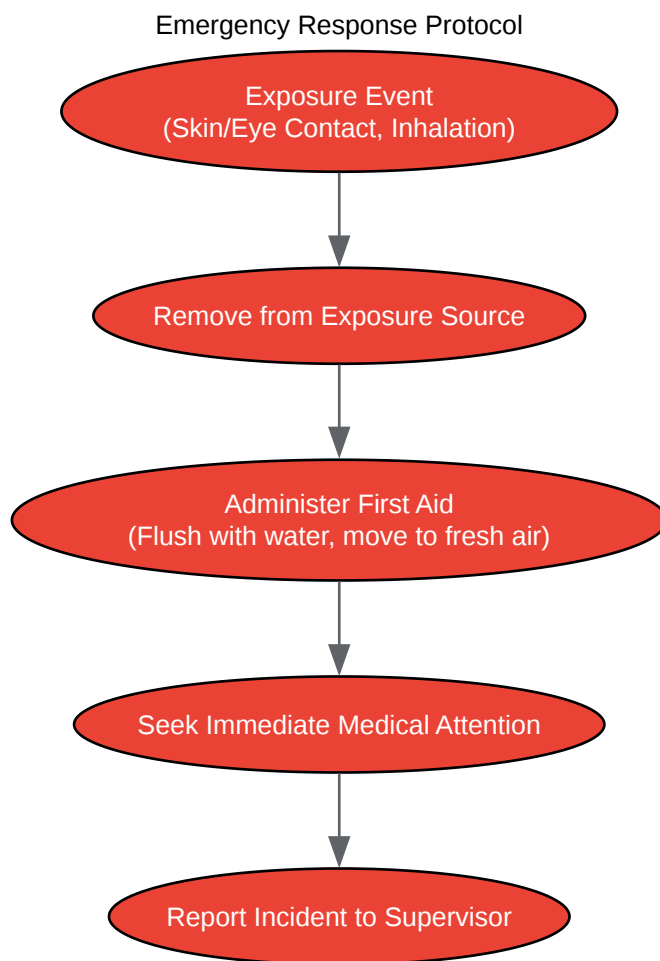 Emergency Response Protocol
Exposure Event
(Skin/Eye Contact, Inhalation)
Remove from Exposure Source
Administer First Aid
(Flush with water, move to fresh air)
Seek Immediate Medical Attention
Report Incident to Supervisor